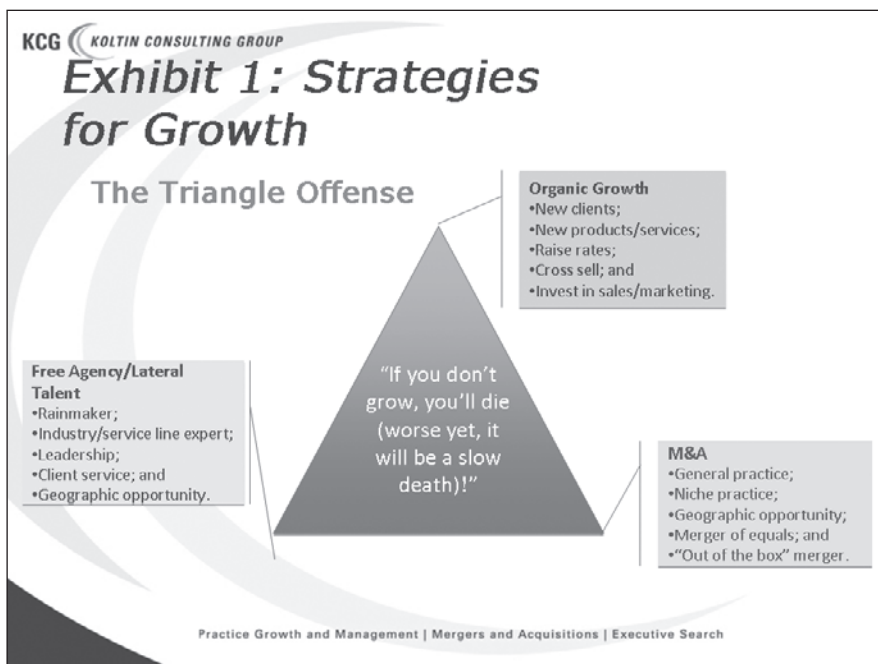 KCG KOLTIN CONSULTING GROUP
Exhibit 1: Strategies
for Growth
The Triangle Offense
Organic Growth
•New clients;
•New products/services;
•Raise rates;
•Cross sell; and
•Invest in sales/marketing.
Free Agency/Lateral
Talent
•Rainmaker;
•Industry/service line expert;
•Leadership;
•Client service; and
•Geographic opportunity.
"If you don't
grow, you'll die
(worse yet, it
will be a slow
death)!"
M&A
•General practice;
•Niche practice;
•Geographic opportunity;
•Merger of equals; and
•"Out of the box" merger.
Practice Growth and Management | Mergers and Acquisitions | Executive Search